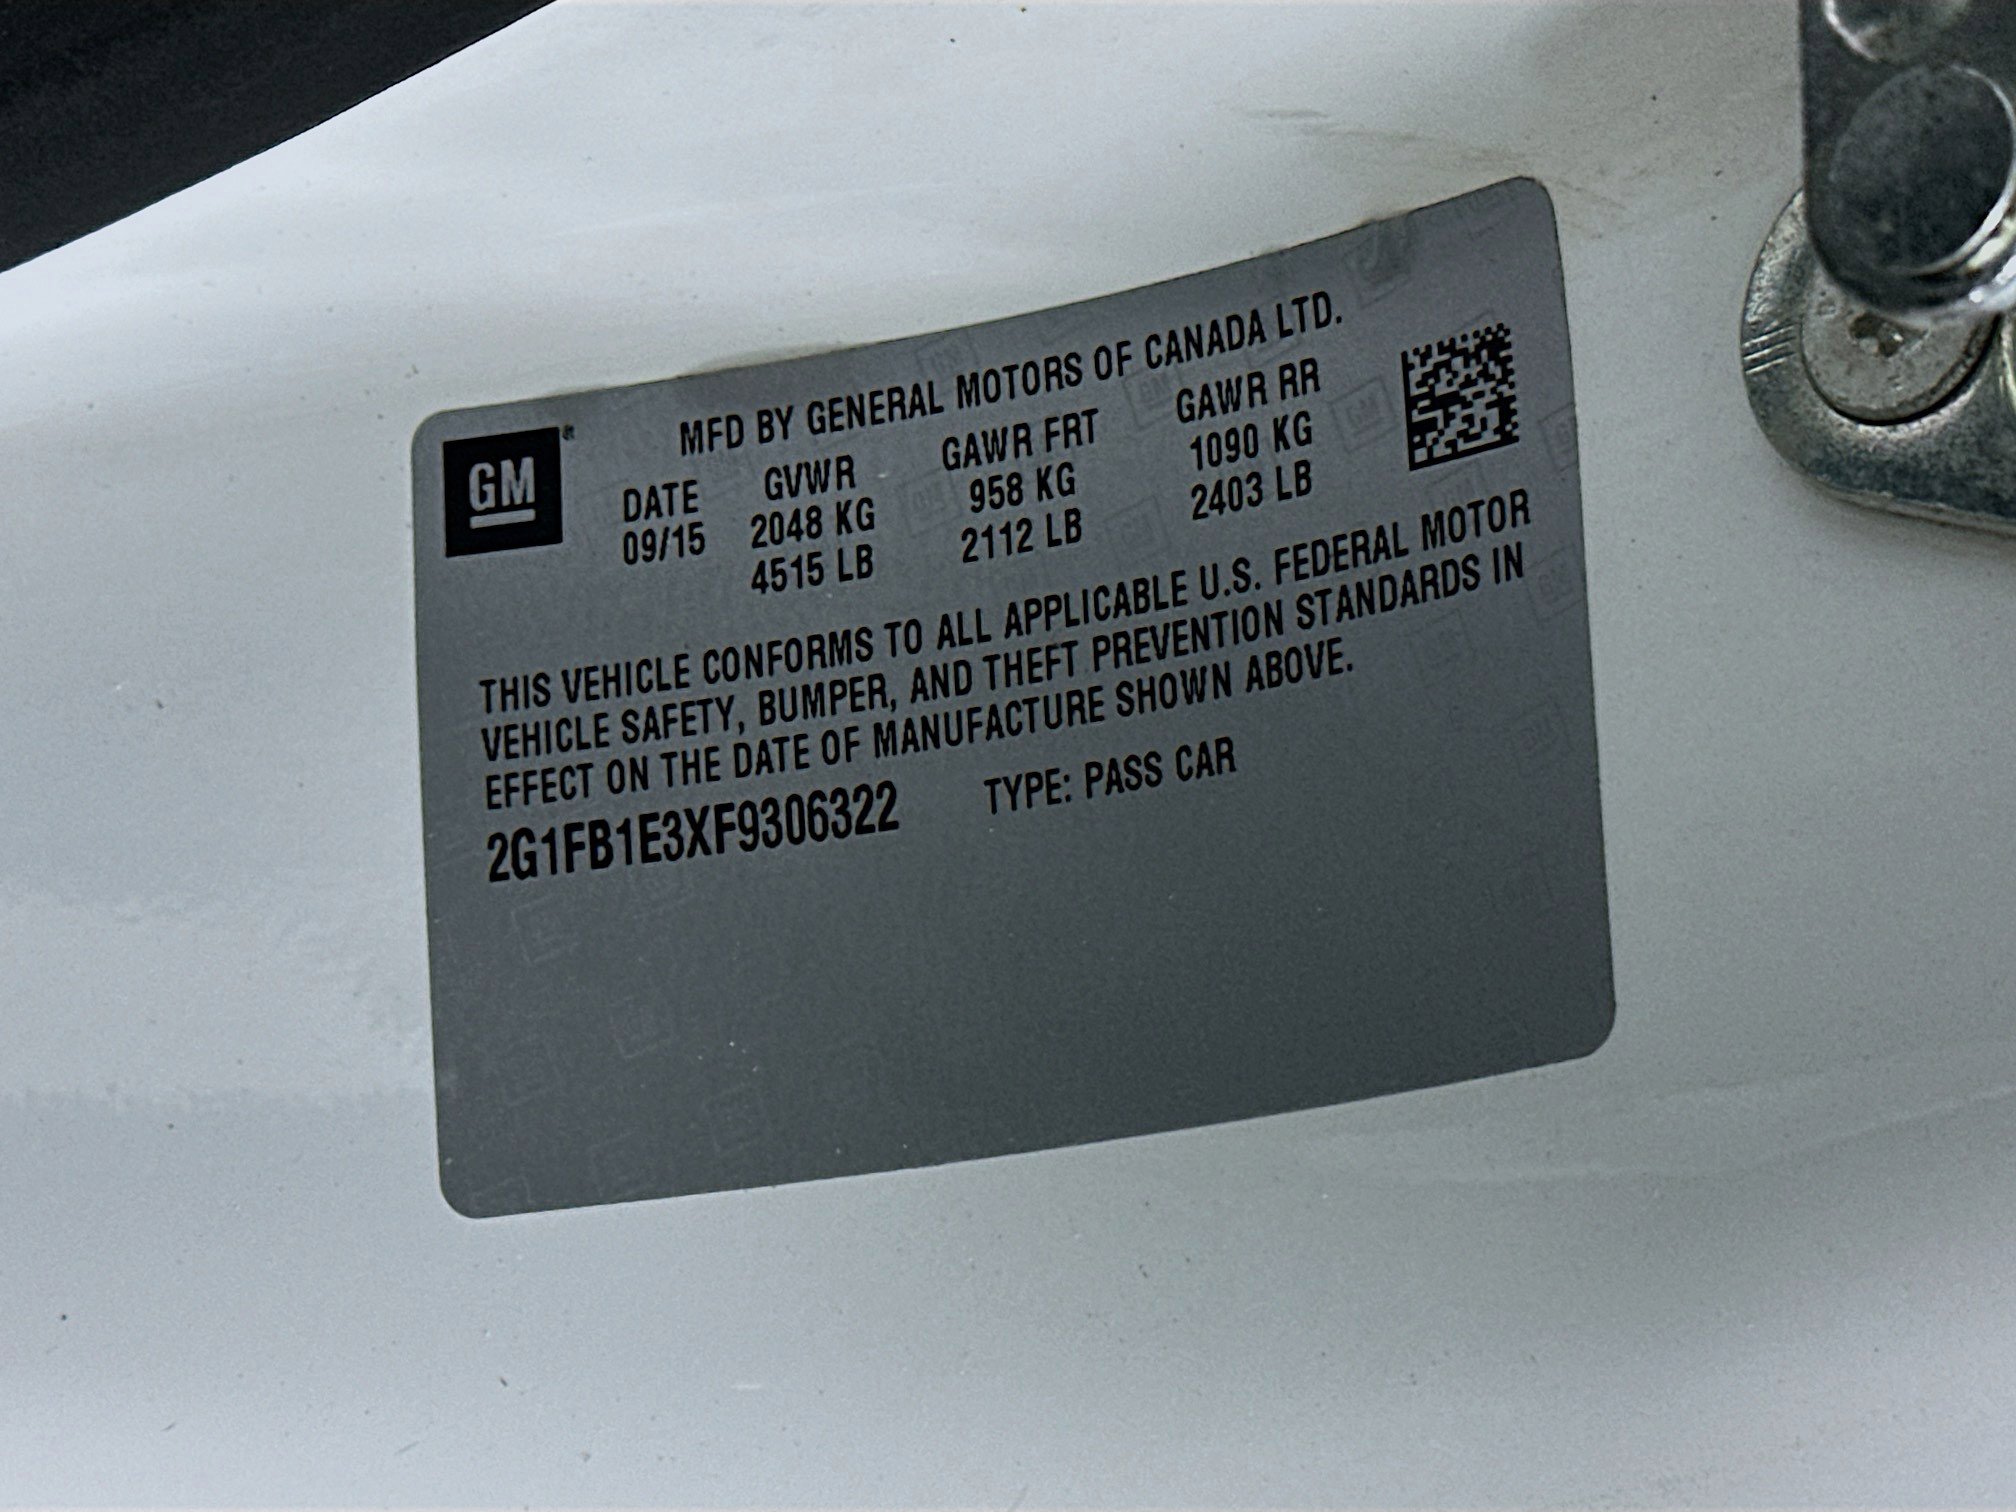 GM
MFD BY GENERAL MOTORS OF CANADA LTD.
DATE GVWR GAWR FRT GAWR RR
09/15 2048 KG 958 KG 1090 KG
4515 LB 2112 LB 2403 LB
THIS VEHICLE CONFORMS TO ALL APPLICABLE U.S. FEDERAL MOTOR
VEHICLE SAFETY, BUMPER, AND THEFT PREVENTION STANDARDS IN
EFFECT ON THE DATE OF MANUFACTURE SHOWN ABOVE.
2G1FB1E3XF9306322 TYPE: PASS CAR